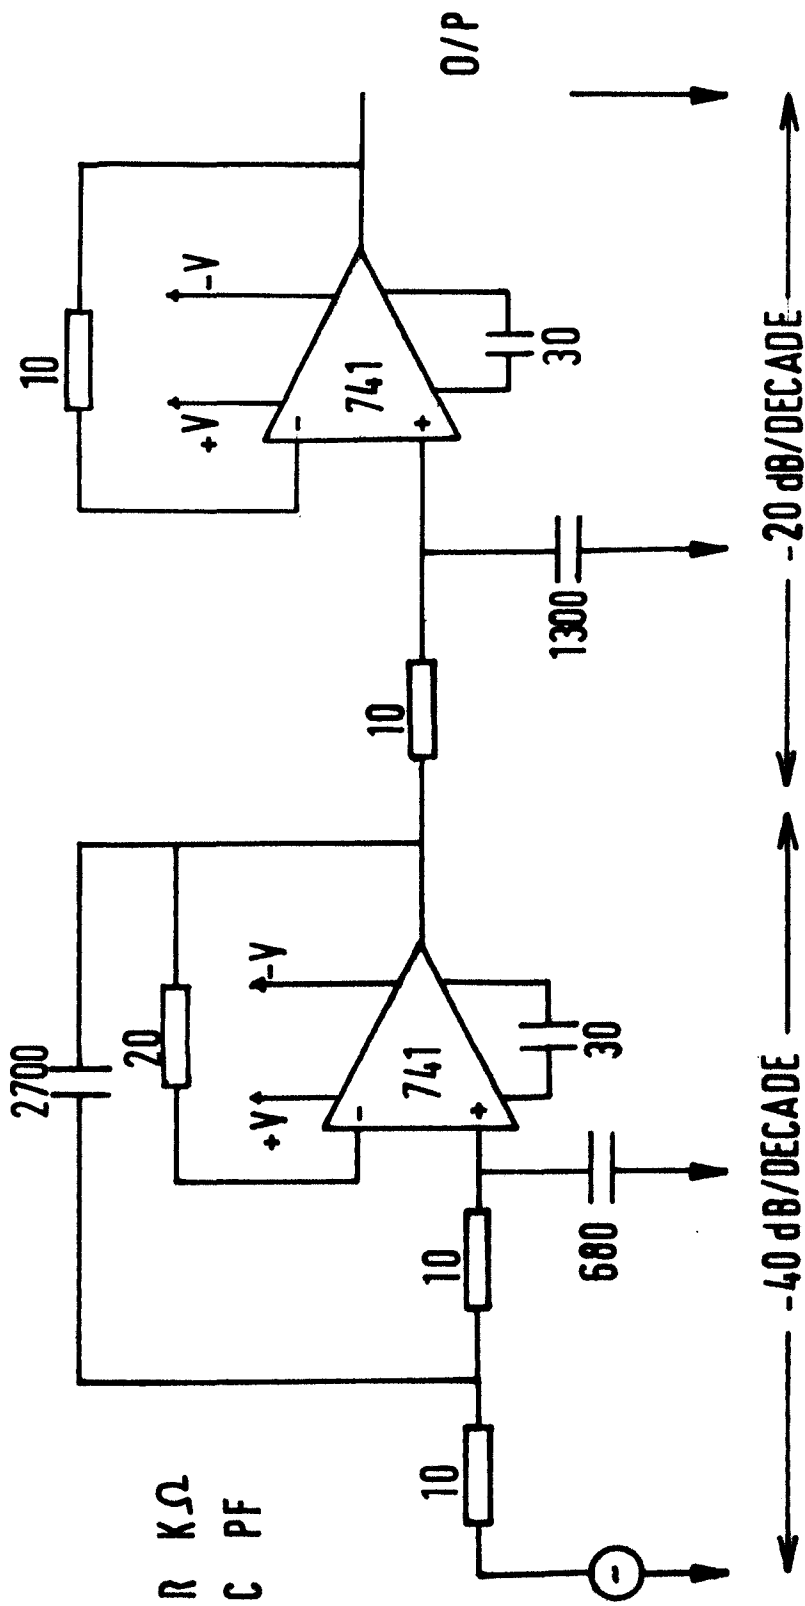 R KΩ
C PF
2700
20
+V
-V
-
741
+
30
10
10
680
10
1300
10
+V
-V
-
741
+
30
O/P
-40 dB/DECADE
-20 dB/DECADE